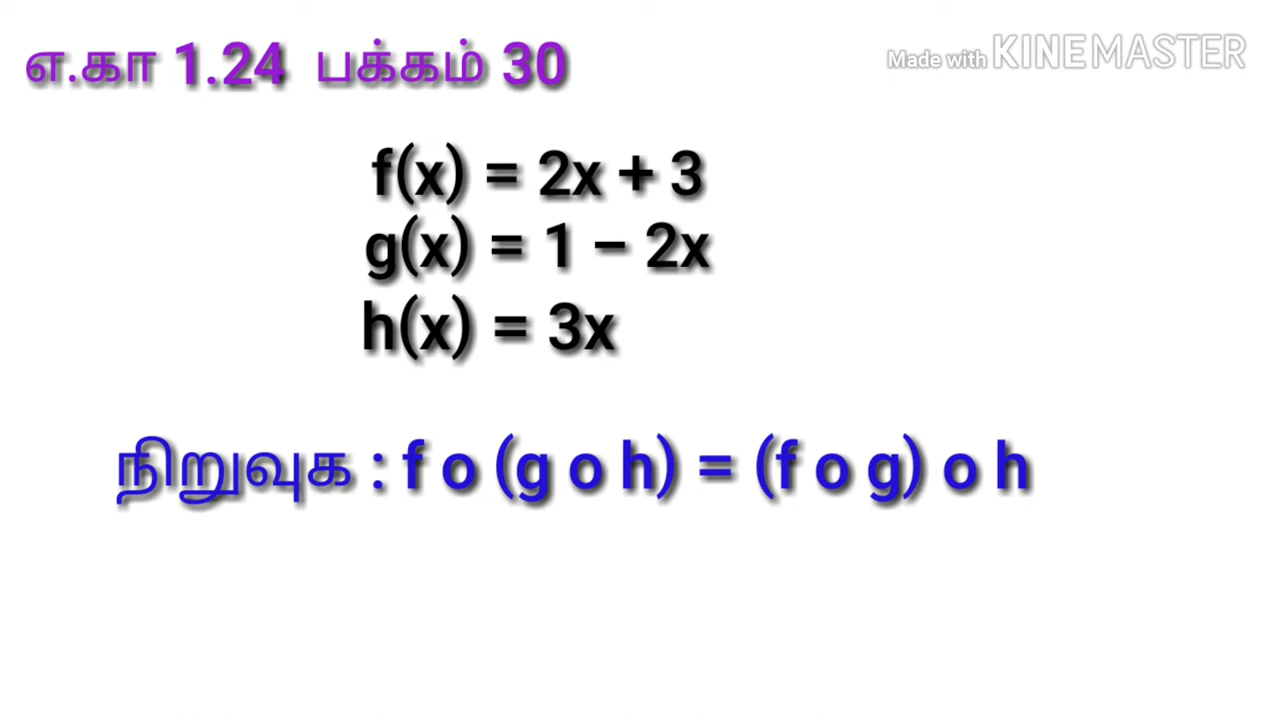 எ.கா 1.24 பக்கம் 30
Made with KINEMASTER
f(x) = 2x + 3
g(x) = 1 – 2x
h(x) = 3x
நிறுவுக : f o (g o h) = (f o g) o h